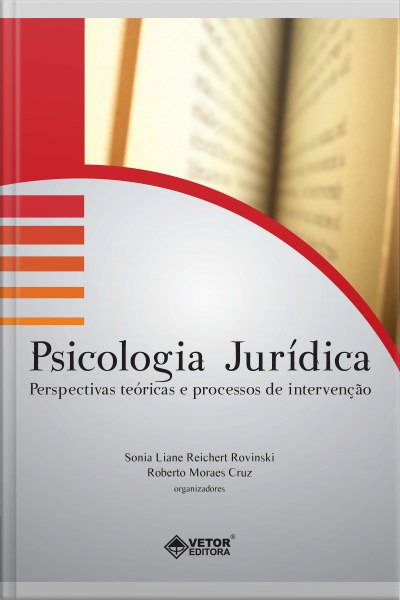 Psicologia Jurídica
Perspectivas teóricas e processos de intervenção
Sonia Liane Reichert Rovinski
Roberto Moraes Cruz
organizadores
VETOR®
EDITORA